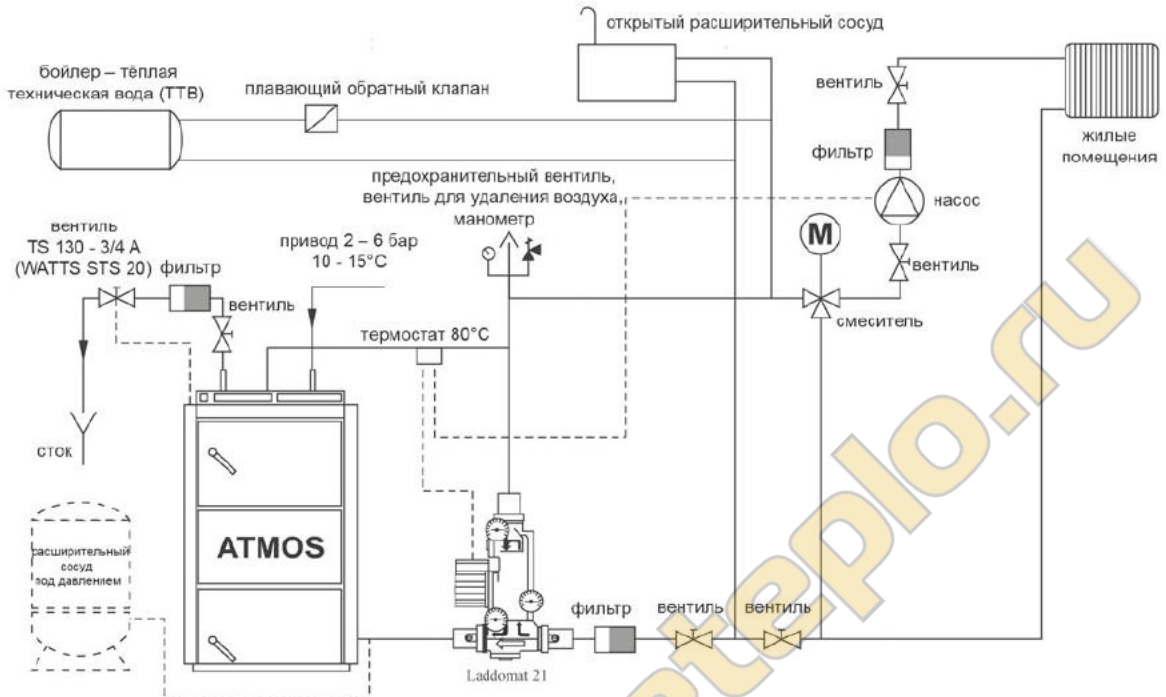 открытый расширительный сосуд
бойлер – тёплая
техническая вода (ТТВ)
плавающий обратный клапан
вентиль
фильтр
жилые
помещения
насос
предохранительный вентиль,
вентиль для удаления воздуха,
манометр
M
вентиль
смеситель
вентиль
TS 130 - 3/4 A
(WATTS STS 20)
фильтр
привод 2 – 6 бар
10 - 15°C
вентиль
термостат 80°C
сток
расширительный
сосуд
под давлением
ATMOS
фильтр
вентиль
вентиль
Laddomat 21
teplo.ru